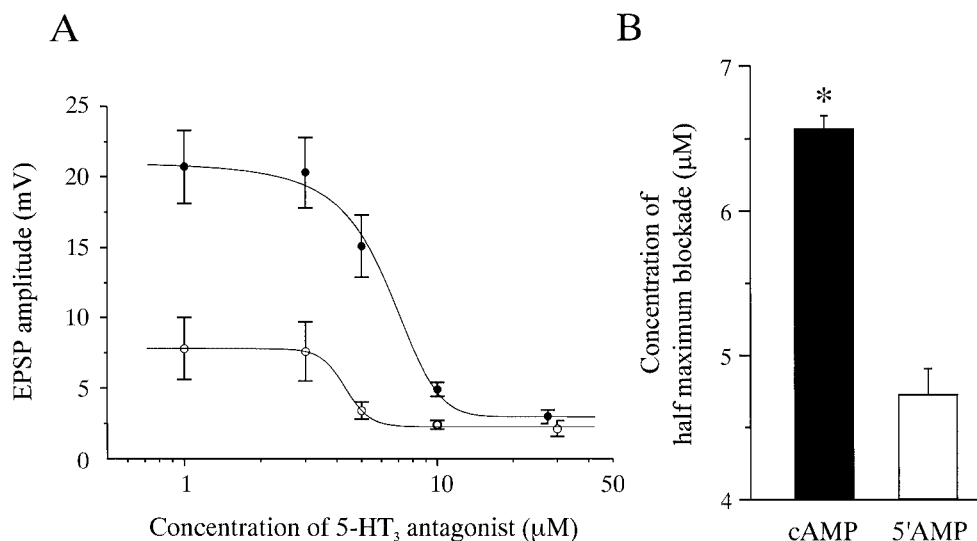 A
EPSP amplitude (mV)
25
20
15
10
5
0
1
10
50
Concentration of 5-HT₃ antagonist (μM)
B
Concentration of
half maximum blockade (μM)
7
6
5
4
*
cAMP
5'AMP